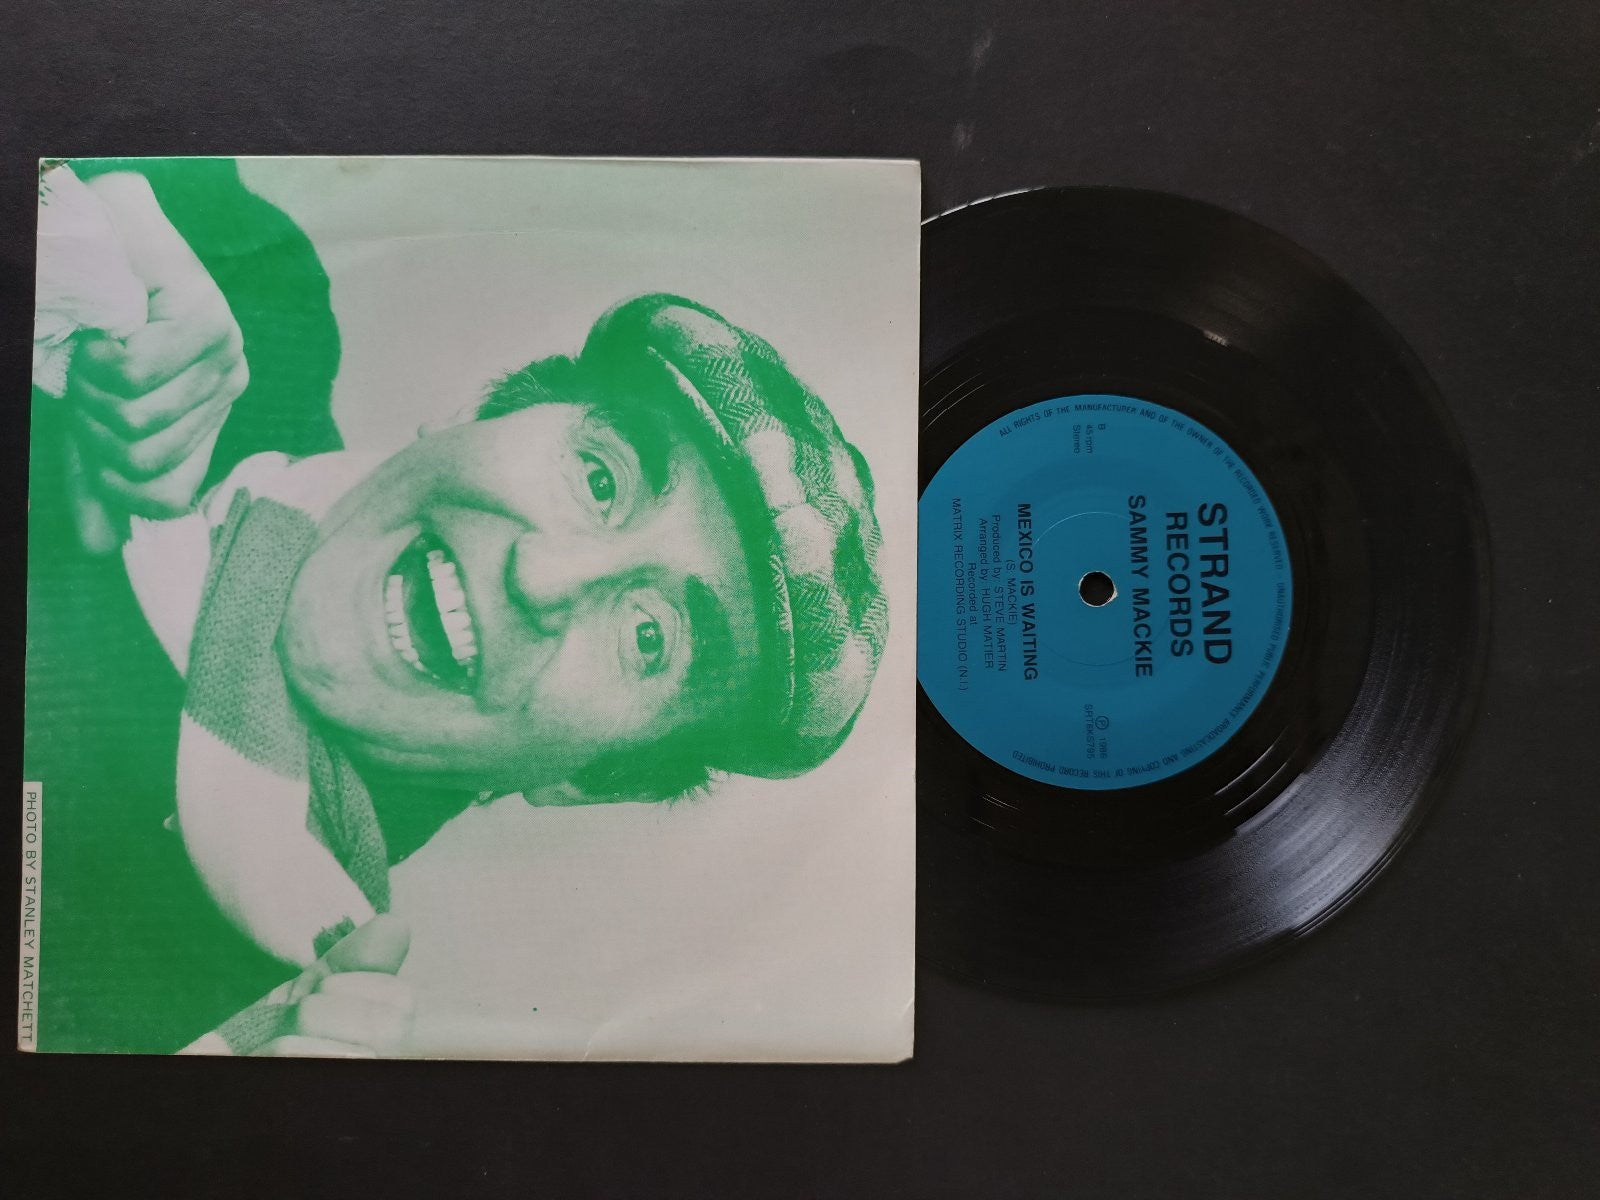 PHOTO BY STANLEY MATCHETT
STRAND
RECORDS
SAMMY MACKIE
B
45 rpm
Stereo
Ⓟ 1986
SRT8KS795
MEXICO IS WAITING
(S. MACKIE)
Produced by: STEVE MARTIN
Arranged by: HUGH MATIER
Recorded at
MATRIX RECORDING STUDIO (N.I.)
ALL RIGHTS OF THE MANUFACTURER AND OF THE OWNER OF THE RECORDED WORK RESERVED - UNAUTHORISED PUBLIC PERFORMANCE BROADCASTING AND COPYING OF THIS RECORD PROHIBITED